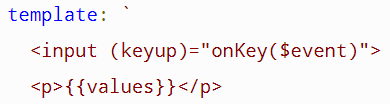 template: `
<input (keyup)="onKey($event)">
<p>{{values}}</p>